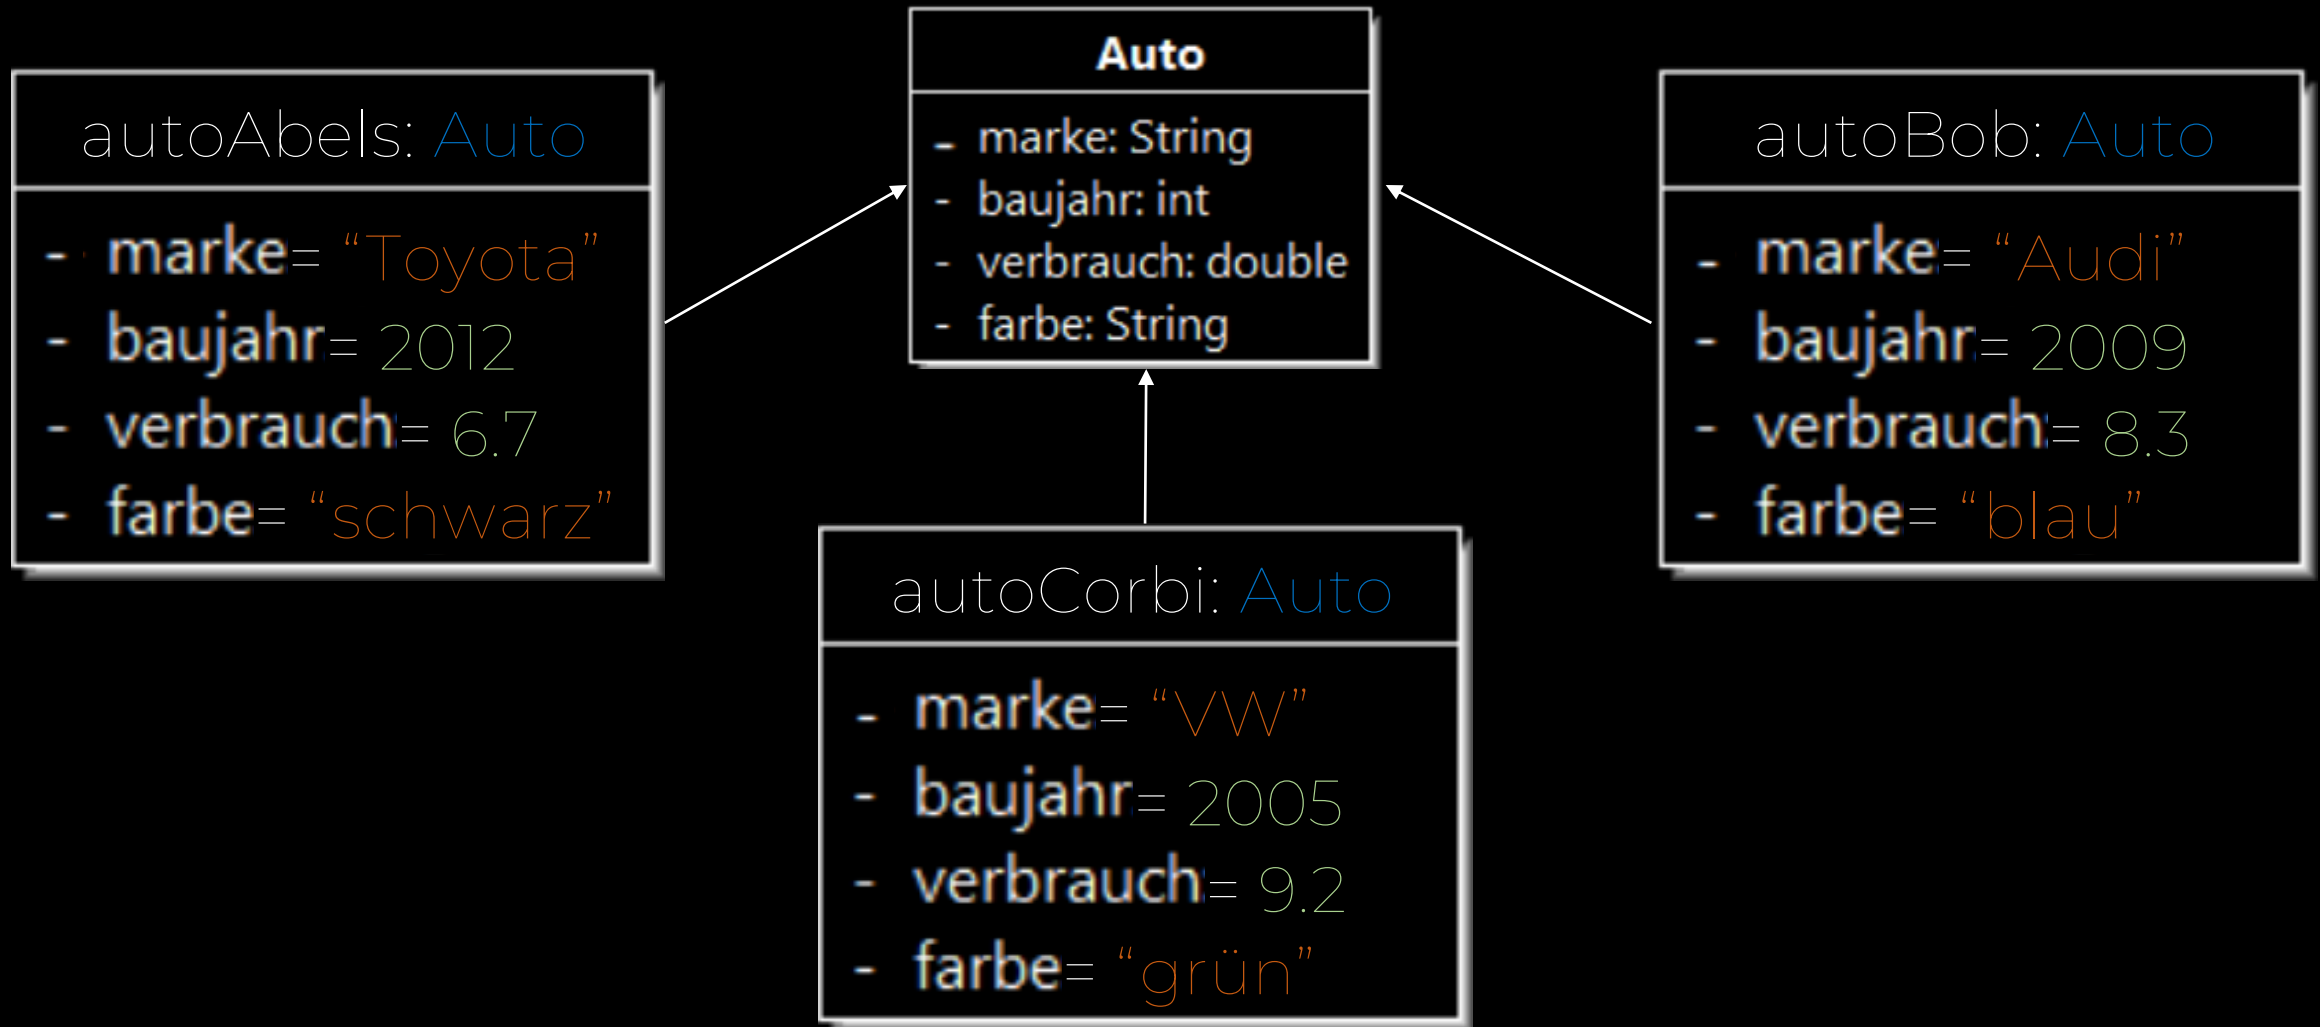 Auto
- marke: String
- baujahr: int
- verbrauch: double
- farbe: String
autoAbels: Auto
- marke= “Toyota”
- baujahr= 2012
- verbrauch= 6.7
- farbe= “schwarz”
autoBob: Auto
- marke= “Audi”
- baujahr= 2009
- verbrauch= 8.3
- farbe= “blau”
autoCorbi: Auto
- marke= “VW”
- baujahr= 2005
- verbrauch= 9.2
- farbe= “grün”